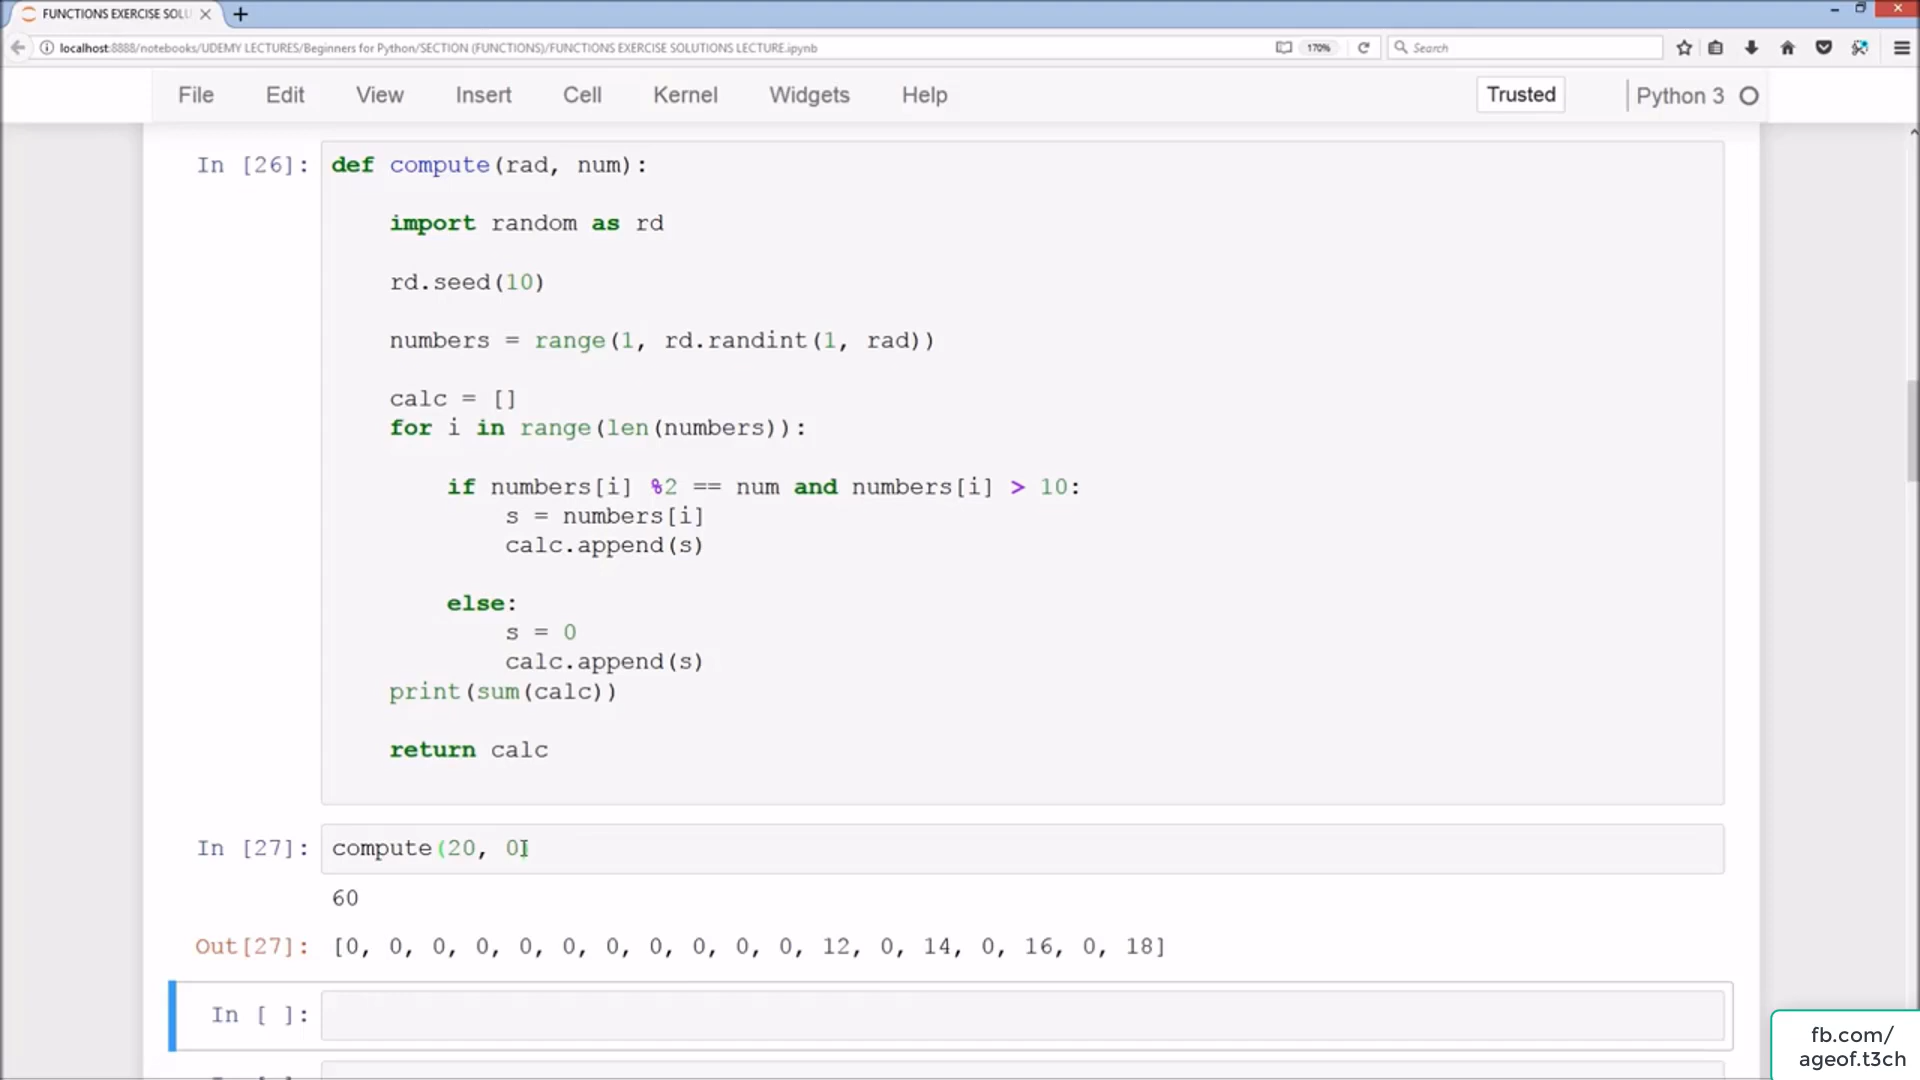 FUNCTIONS EXERCISE SOLU
localhost:8888/notebooks/UDEMY LECTURES/Beginners for Python/SECTION (FUNCTIONS)/FUNCTIONS EXERCISE SOLUTIONS LECTURE.ipynb
170%
Search
File Edit View Insert Cell Kernel Widgets Help
Trusted
Python 3
In [26]: def compute(rad, num):
import random as rd
rd.seed(10)
numbers = range(1, rd.randint(1, rad))
calc = []
for i in range(len(numbers)):
if numbers[i] %2 == num and numbers[i] > 10:
s = numbers[i]
calc.append(s)
else:
s = 0
calc.append(s)
print(sum(calc))
return calc
In [27]: compute(20, 0)
60
Out[27]: [0, 0, 0, 0, 0, 0, 0, 0, 0, 0, 0, 12, 0, 14, 0, 16, 0, 18]
In [ ]:
fb.com/
ageof.t3ch